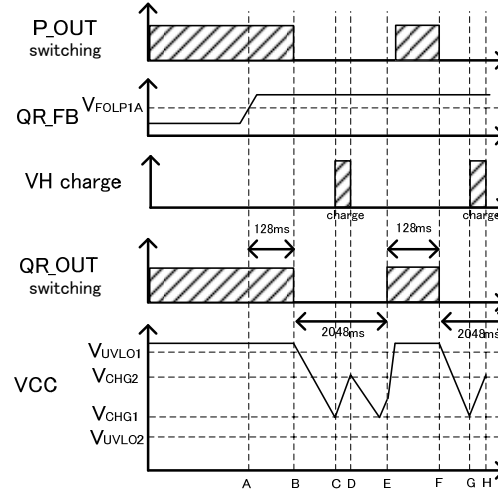 P_OUT
switching
VFOLP1A
QR_FB
VH charge
charge
charge
128ms
128ms
QR_OUT
switching
2048ms
2048ms
VUVLO1
VCHG2
VCC
VCHG1
VUVLO2
A B C D E F G H